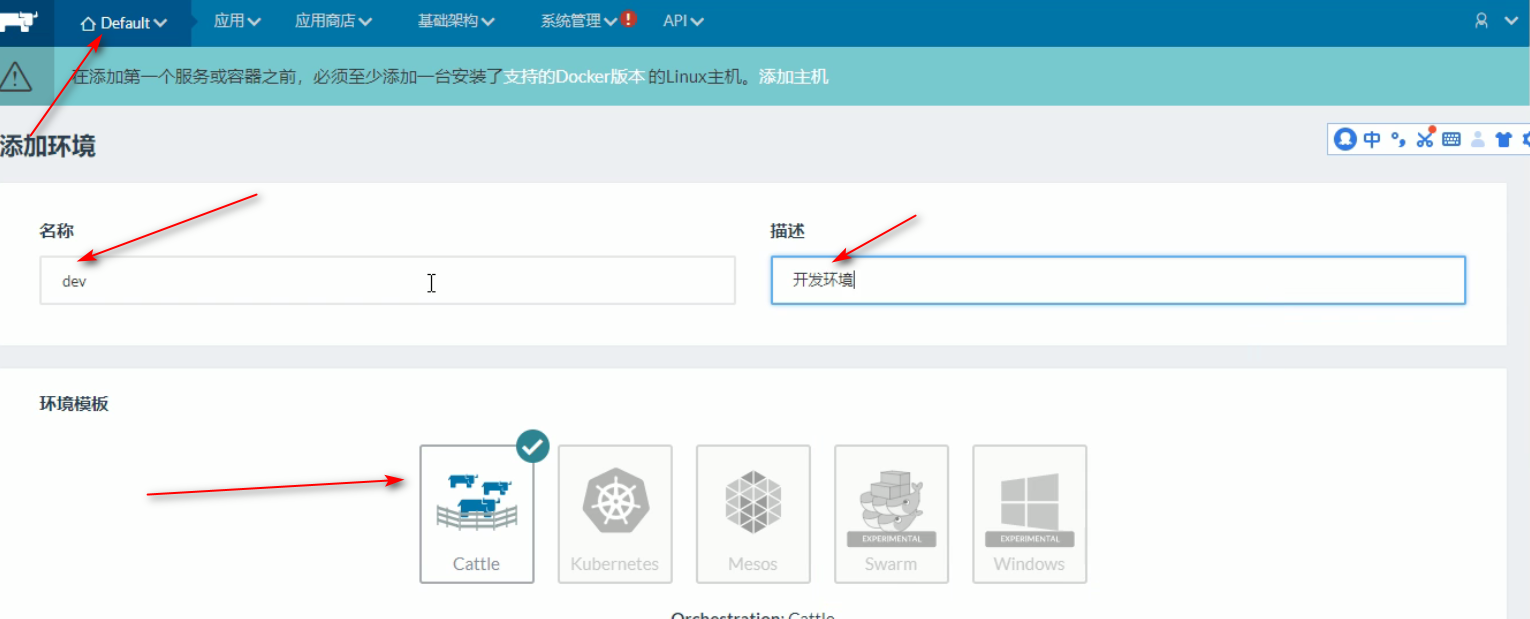 Default 应用 应用商店 基础架构 系统管理 ! API
在添加第一个服务或容器之前，必须至少添加一台安装了支持的Docker版本 的Linux主机。添加主机
添加环境
中
名称 描述
dev 开发环境
环境模板
EXPERIMENTAL EXPERIMENTAL
Cattle Kubernetes Mesos Swarm Windows
Orchestration: Cattle